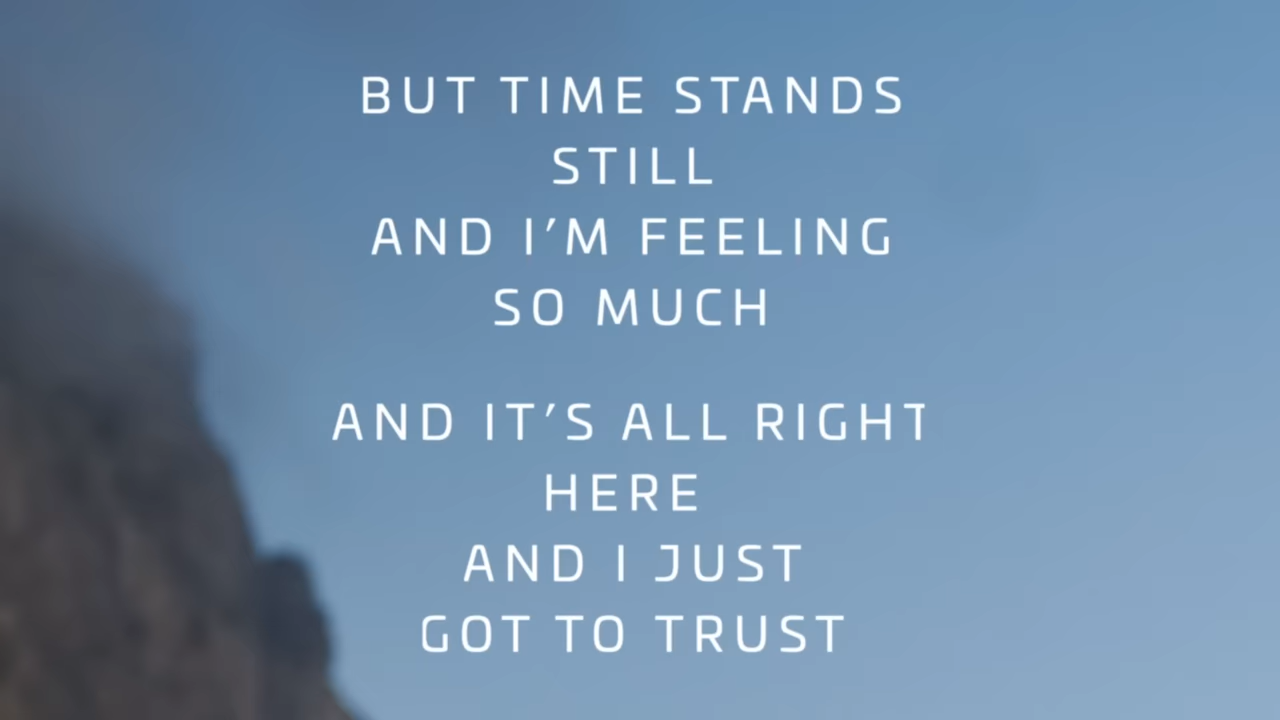 BUT TIME STANDS
STILL
AND I'M FEELING
SO MUCH
AND IT'S ALL RIGHT
HERE
AND I JUST
GOT TO TRUST